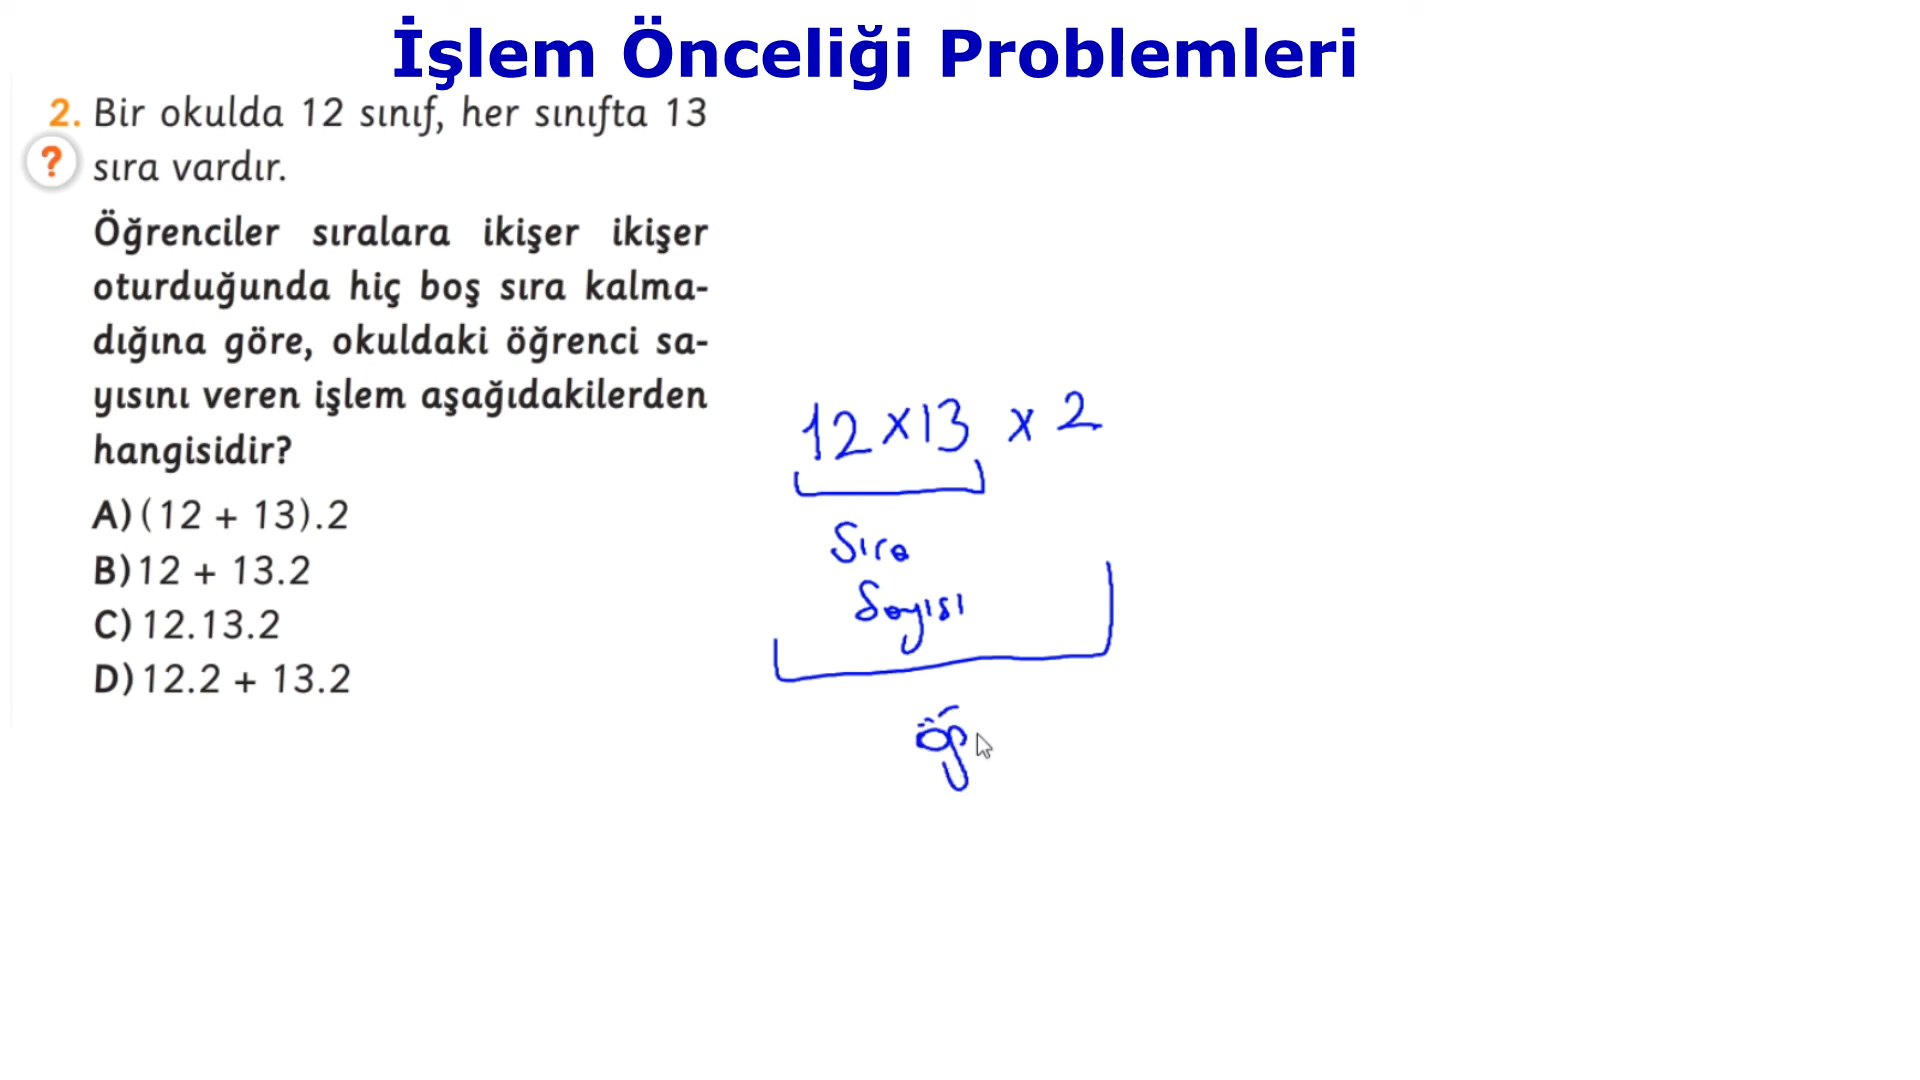 İşlem Önceliği Problemleri
2. Bir okulda 12 sınıf, her sınıfta 13
? sıra vardır.
Öğrenciler sıralara ikişer ikişer
oturduğunda hiç boş sıra kalma-
dığına göre, okuldaki öğrenci sa-
yısını veren işlem aşağıdakilerden
hangisidir?
A) (12 + 13).2
B) 12 + 13.2
C) 12.13.2
D) 12.2 + 13.2
12 x 13 x 2
Sıra
Sayısı
öğ